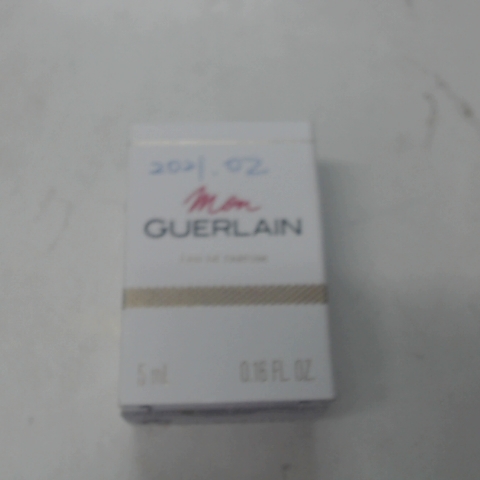 2021.02
Mon
GUERLAIN
EAU DE PARFUM
5 ml 0.16 FL. OZ.